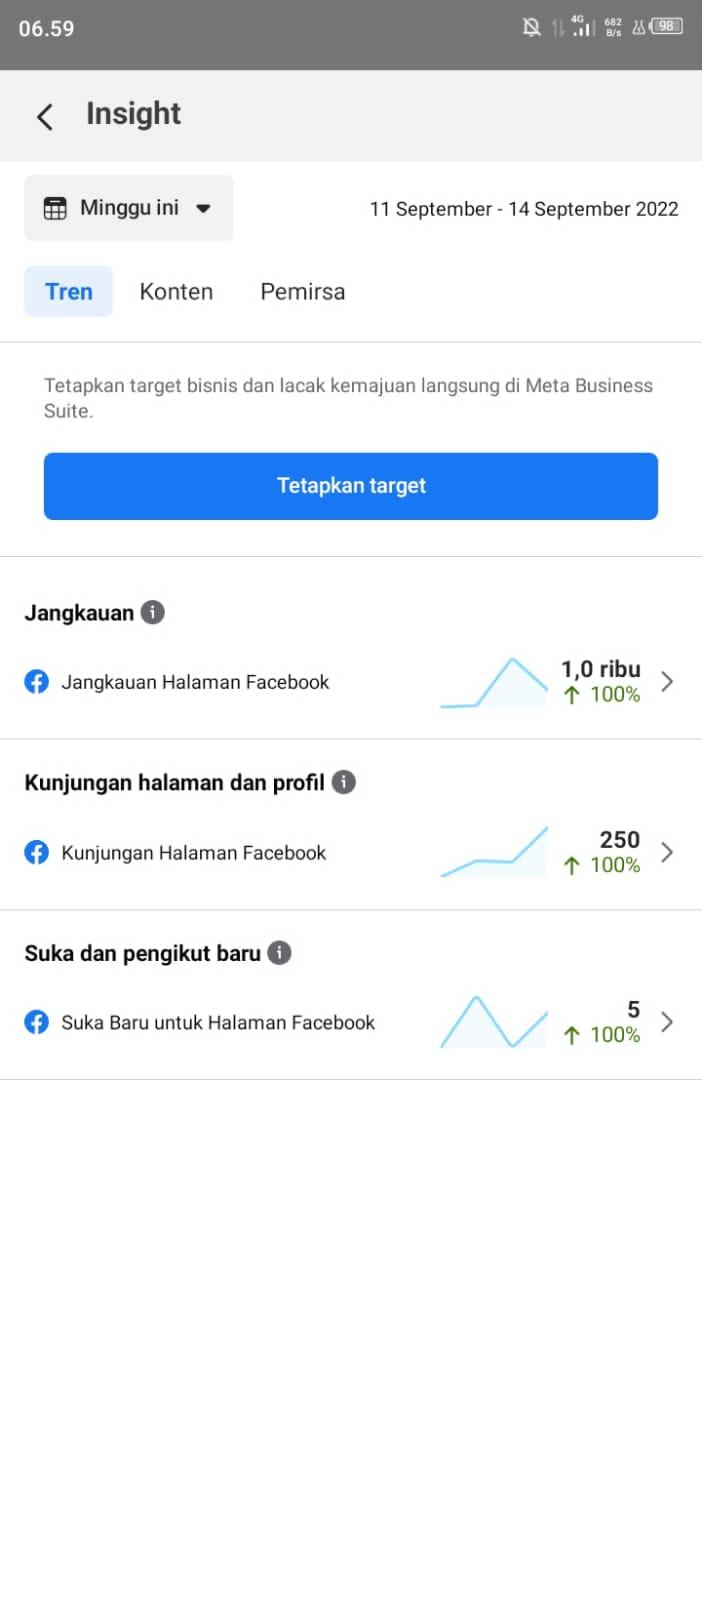 06.59
4G 682 B/s 98
Insight
Minggu ini
11 September - 14 September 2022
Tren Konten Pemirsa
Tetapkan target bisnis dan lacak kemajuan langsung di Meta Business
Suite.
Tetapkan target
Jangkauan
Jangkauan Halaman Facebook
1,0 ribu
↑ 100%
Kunjungan halaman dan profil
Kunjungan Halaman Facebook
250
↑ 100%
Suka dan pengikut baru
Suka Baru untuk Halaman Facebook
5
↑ 100%